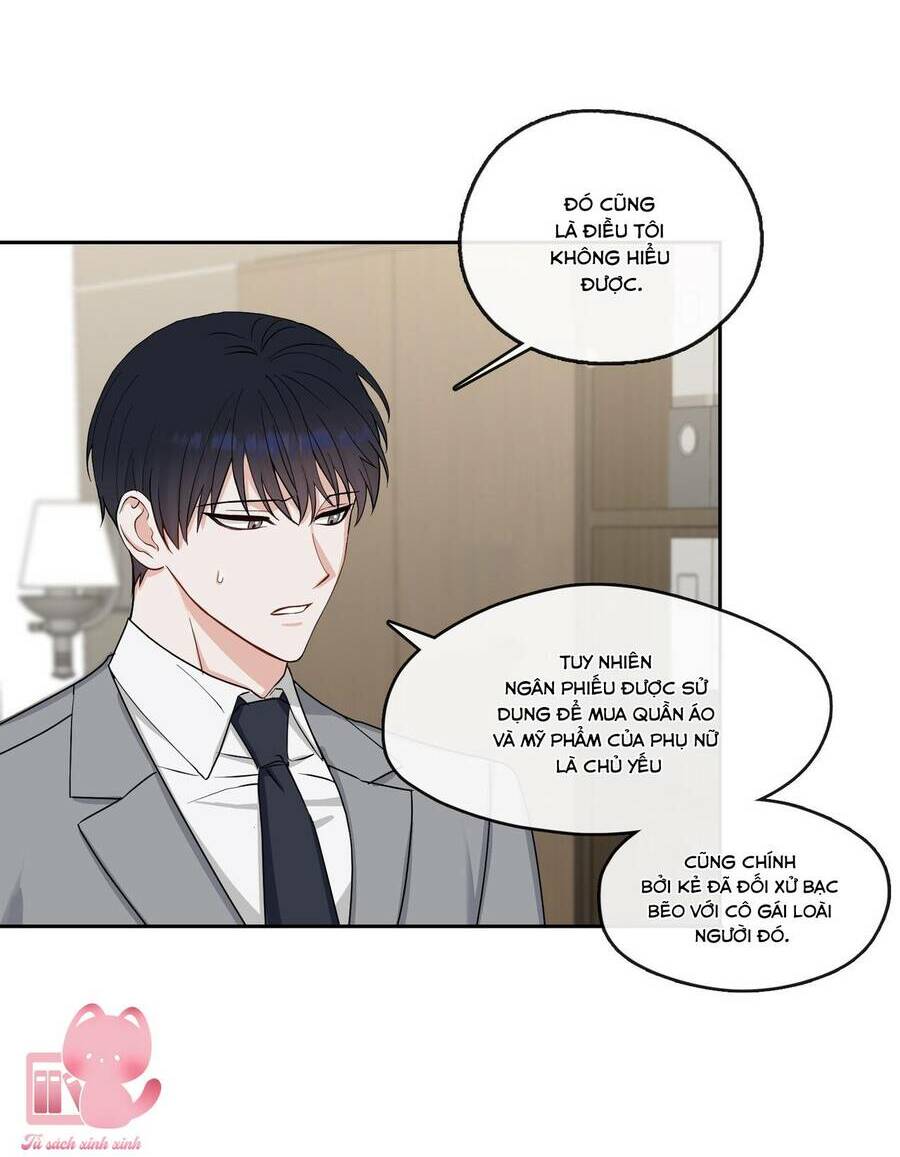 ĐÓ CŨNG
LÀ ĐIỀU TÔI
KHÔNG HIỂU
ĐƯỢC.
TUY NHIÊN
NGÂN PHIẾU ĐƯỢC SỬ
DỤNG ĐỂ MUA QUẦN ÁO
VÀ MỸ PHẨM CỦA PHỤ NỮ
LÀ CHỦ YẾU
CŨNG CHÍNH
BỞI KẺ ĐÃ ĐỐI XỬ BẠC
BẼO VỚI CÔ GÁI LOÀI
NGƯỜI ĐÓ.
Tủ sách xinh xinh